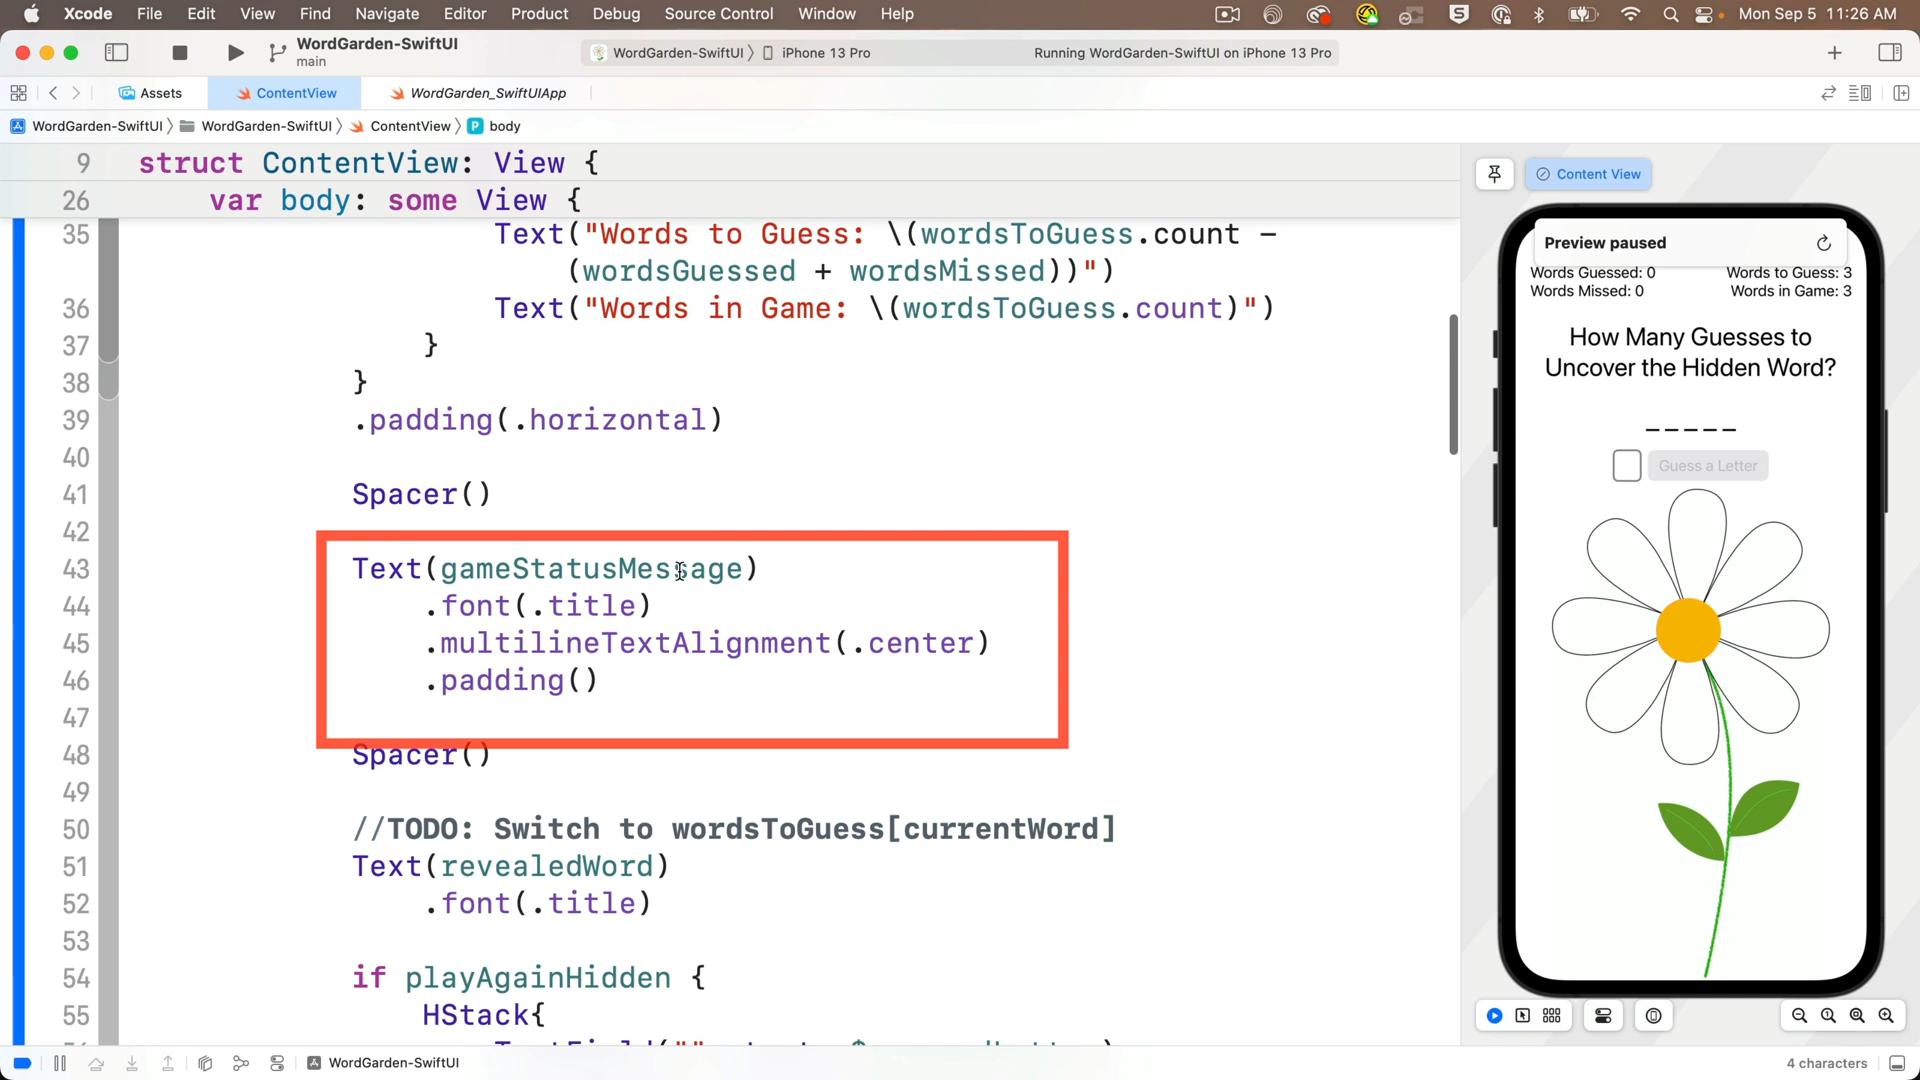 Xcode File Edit View Find Navigate Editor Product Debug Source Control Window Help Mon Sep 5 11:26 AM
WordGarden-SwiftUI
main
WordGarden-SwiftUI iPhone 13 Pro Running WordGarden-SwiftUI on iPhone 13 Pro
Assets ContentView WordGarden_SwiftUIApp
WordGarden-SwiftUI WordGarden-SwiftUI ContentView P body
9 struct ContentView: View {
26 var body: some View {
35 Text("Words to Guess: \(wordsToGuess.count -
(wordsGuessed + wordsMissed))")
36 Text("Words in Game: \(wordsToGuess.count)")
37 }
38 }
39 .padding(.horizontal)
40
41 Spacer()
42
43 Text(gameStatusMessage)
44 .font(.title)
45 .multilineTextAlignment(.center)
46 .padding()
47
48 Spacer()
49
50 //TODO: Switch to wordsToGuess[currentWord]
51 Text(revealedWord)
52 .font(.title)
53
54 if playAgainHidden {
55 HStack{
Content View
Preview paused
Words Guessed: 0 Words to Guess: 3
Words Missed: 0 Words in Game: 3
How Many Guesses to
Uncover the Hidden Word?
_ _ _ _ _
Guess a Letter
WordGarden-SwiftUI 4 characters